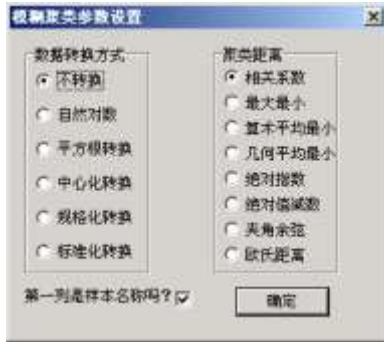 模糊聚类参数设置
数据转换方式
不转换
自然对数
平方根转换
中心化转换
规格化转换
标准化转换
聚类距离
相关系数
最大最小
算术平均最小
几何平均最小
绝对指数
绝对值减数
夹角余弦
欧氏距离
第一列是样本名称吗?
确定